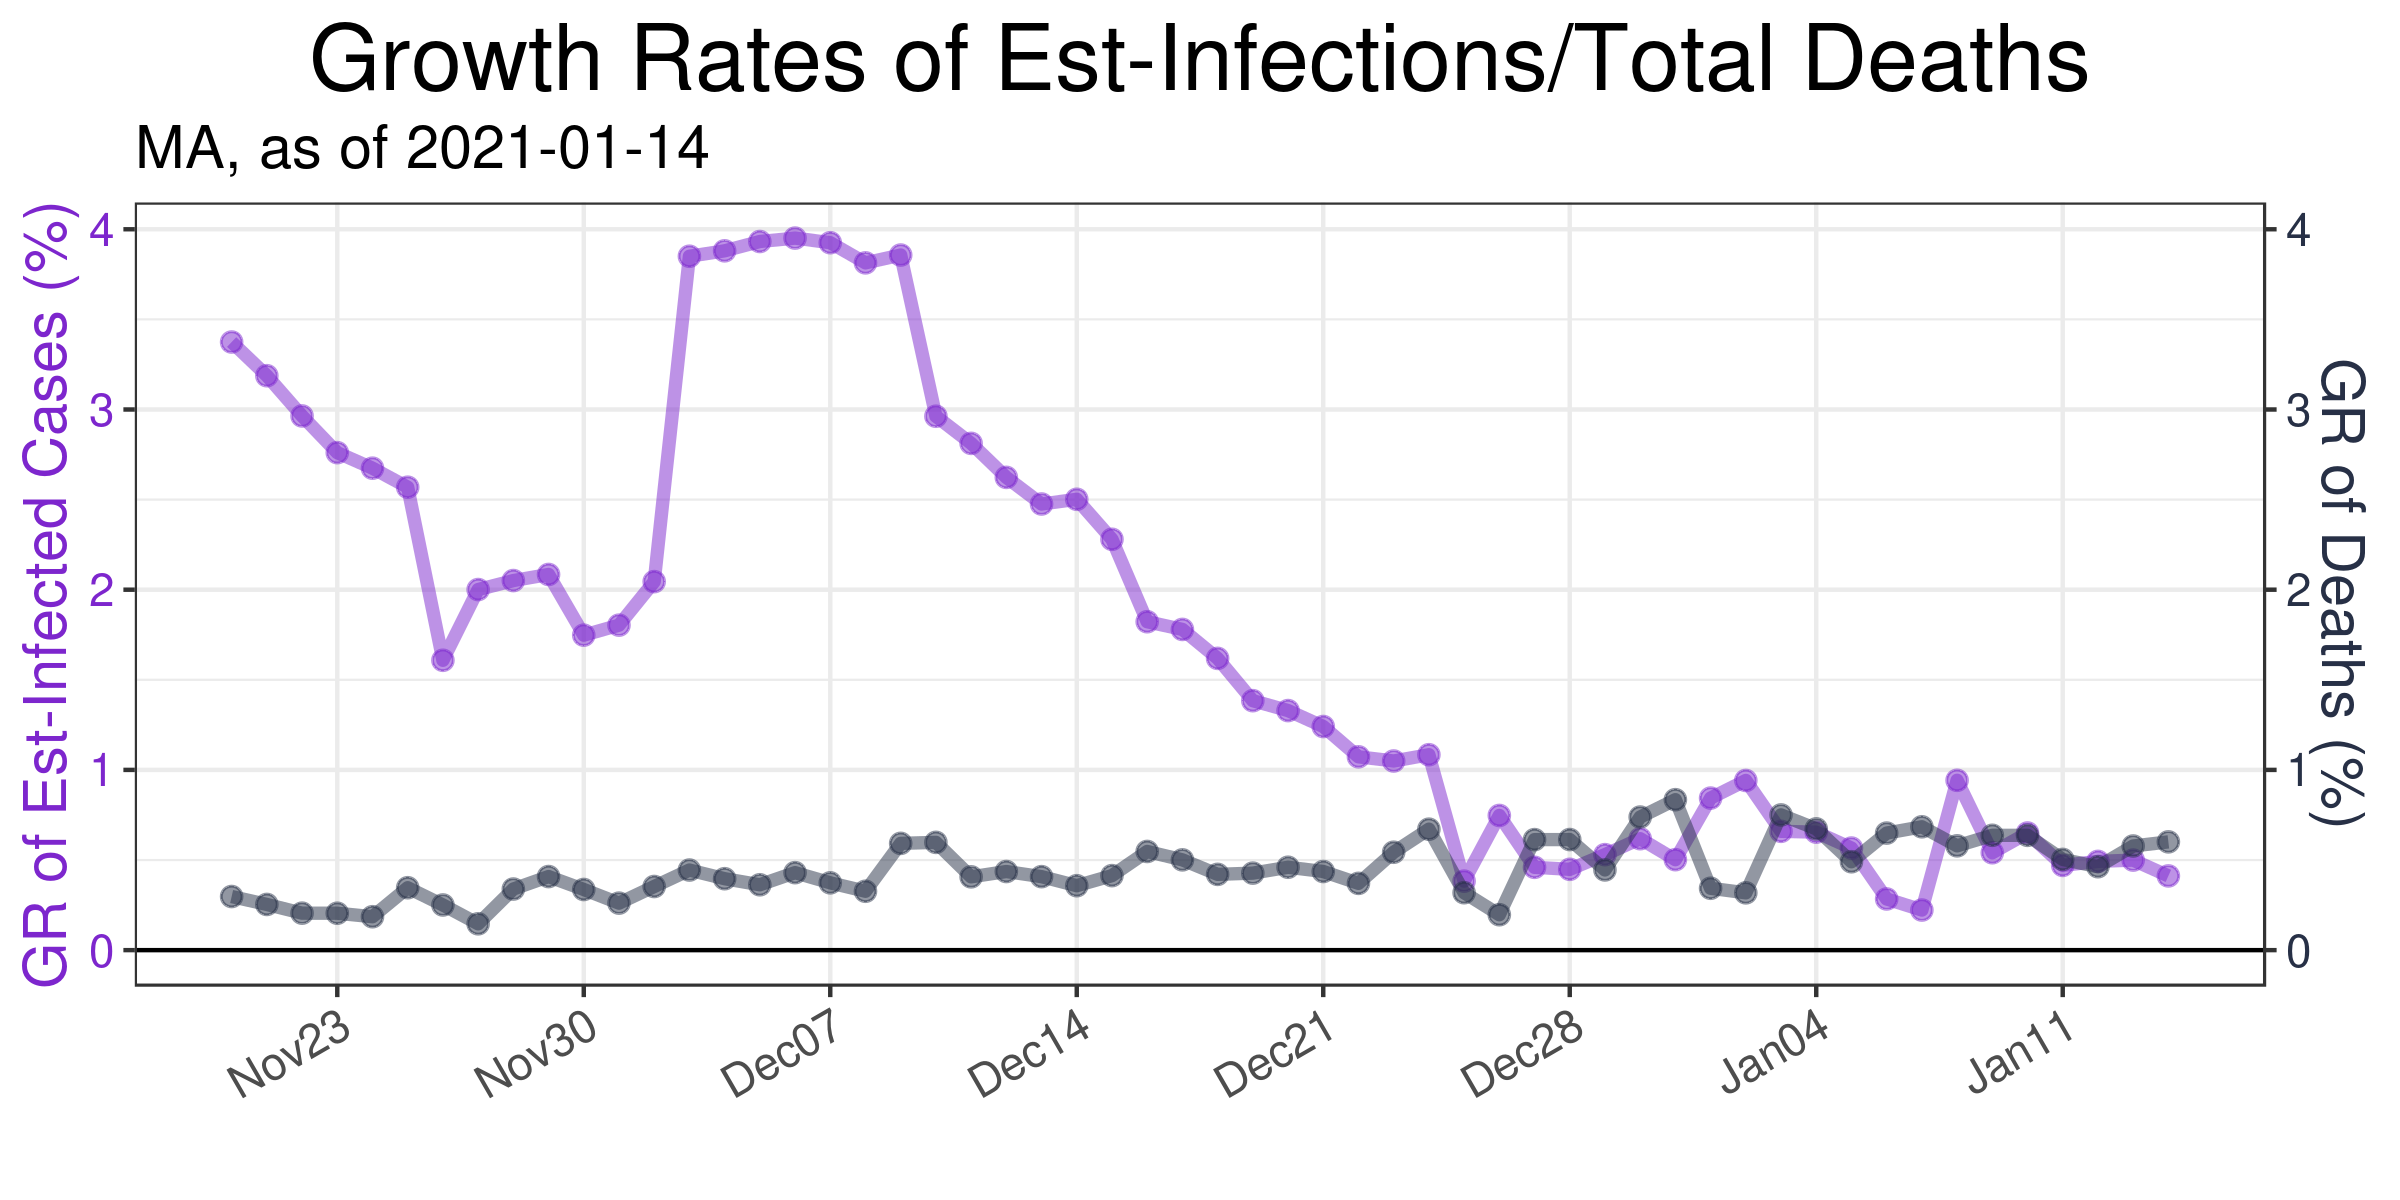 Growth Rates of Est-Infections/Total Deaths
MA, as of 2021-01-14
GR of Est-Infected Cases (%)
4
3
2
1
0
4
3
2
1
0
GR of Deaths (%)
Nov23
Nov30
Dec07
Dec14
Dec21
Dec28
Jan04
Jan11